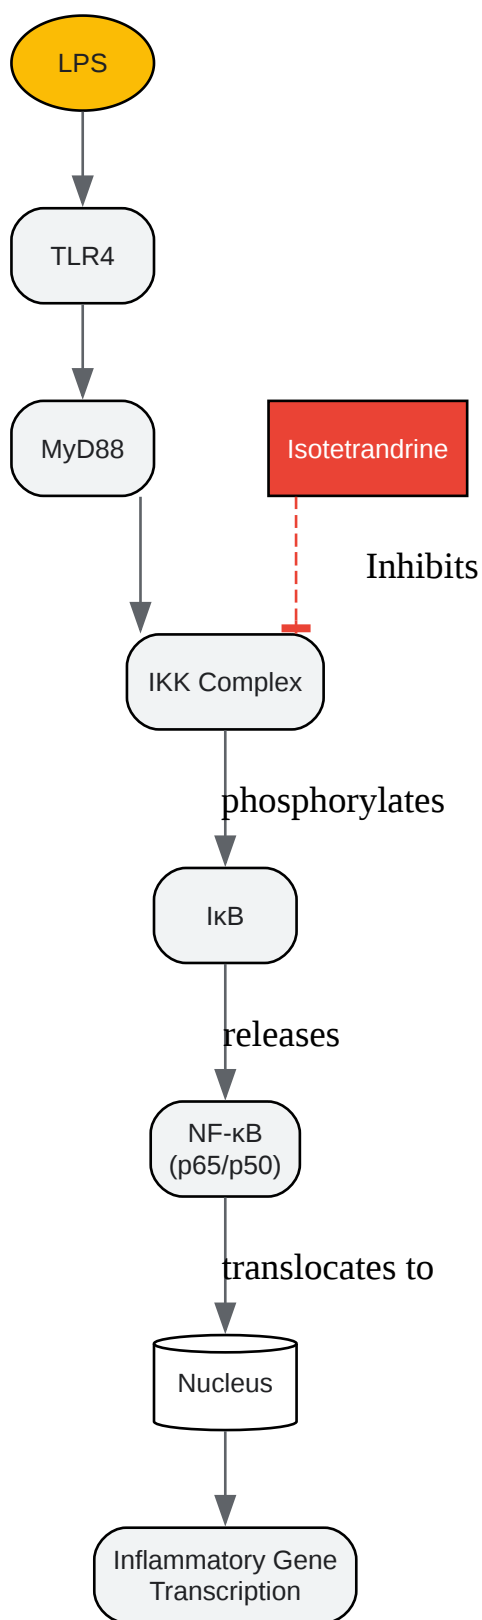 LPS
TLR4
MyD88
Isotetrandrine
Inhibits
IKK Complex
phosphorylates
IκB
releases
NF-κB
(p65/p50)
translocates to
Nucleus
Inflammatory Gene
Transcription